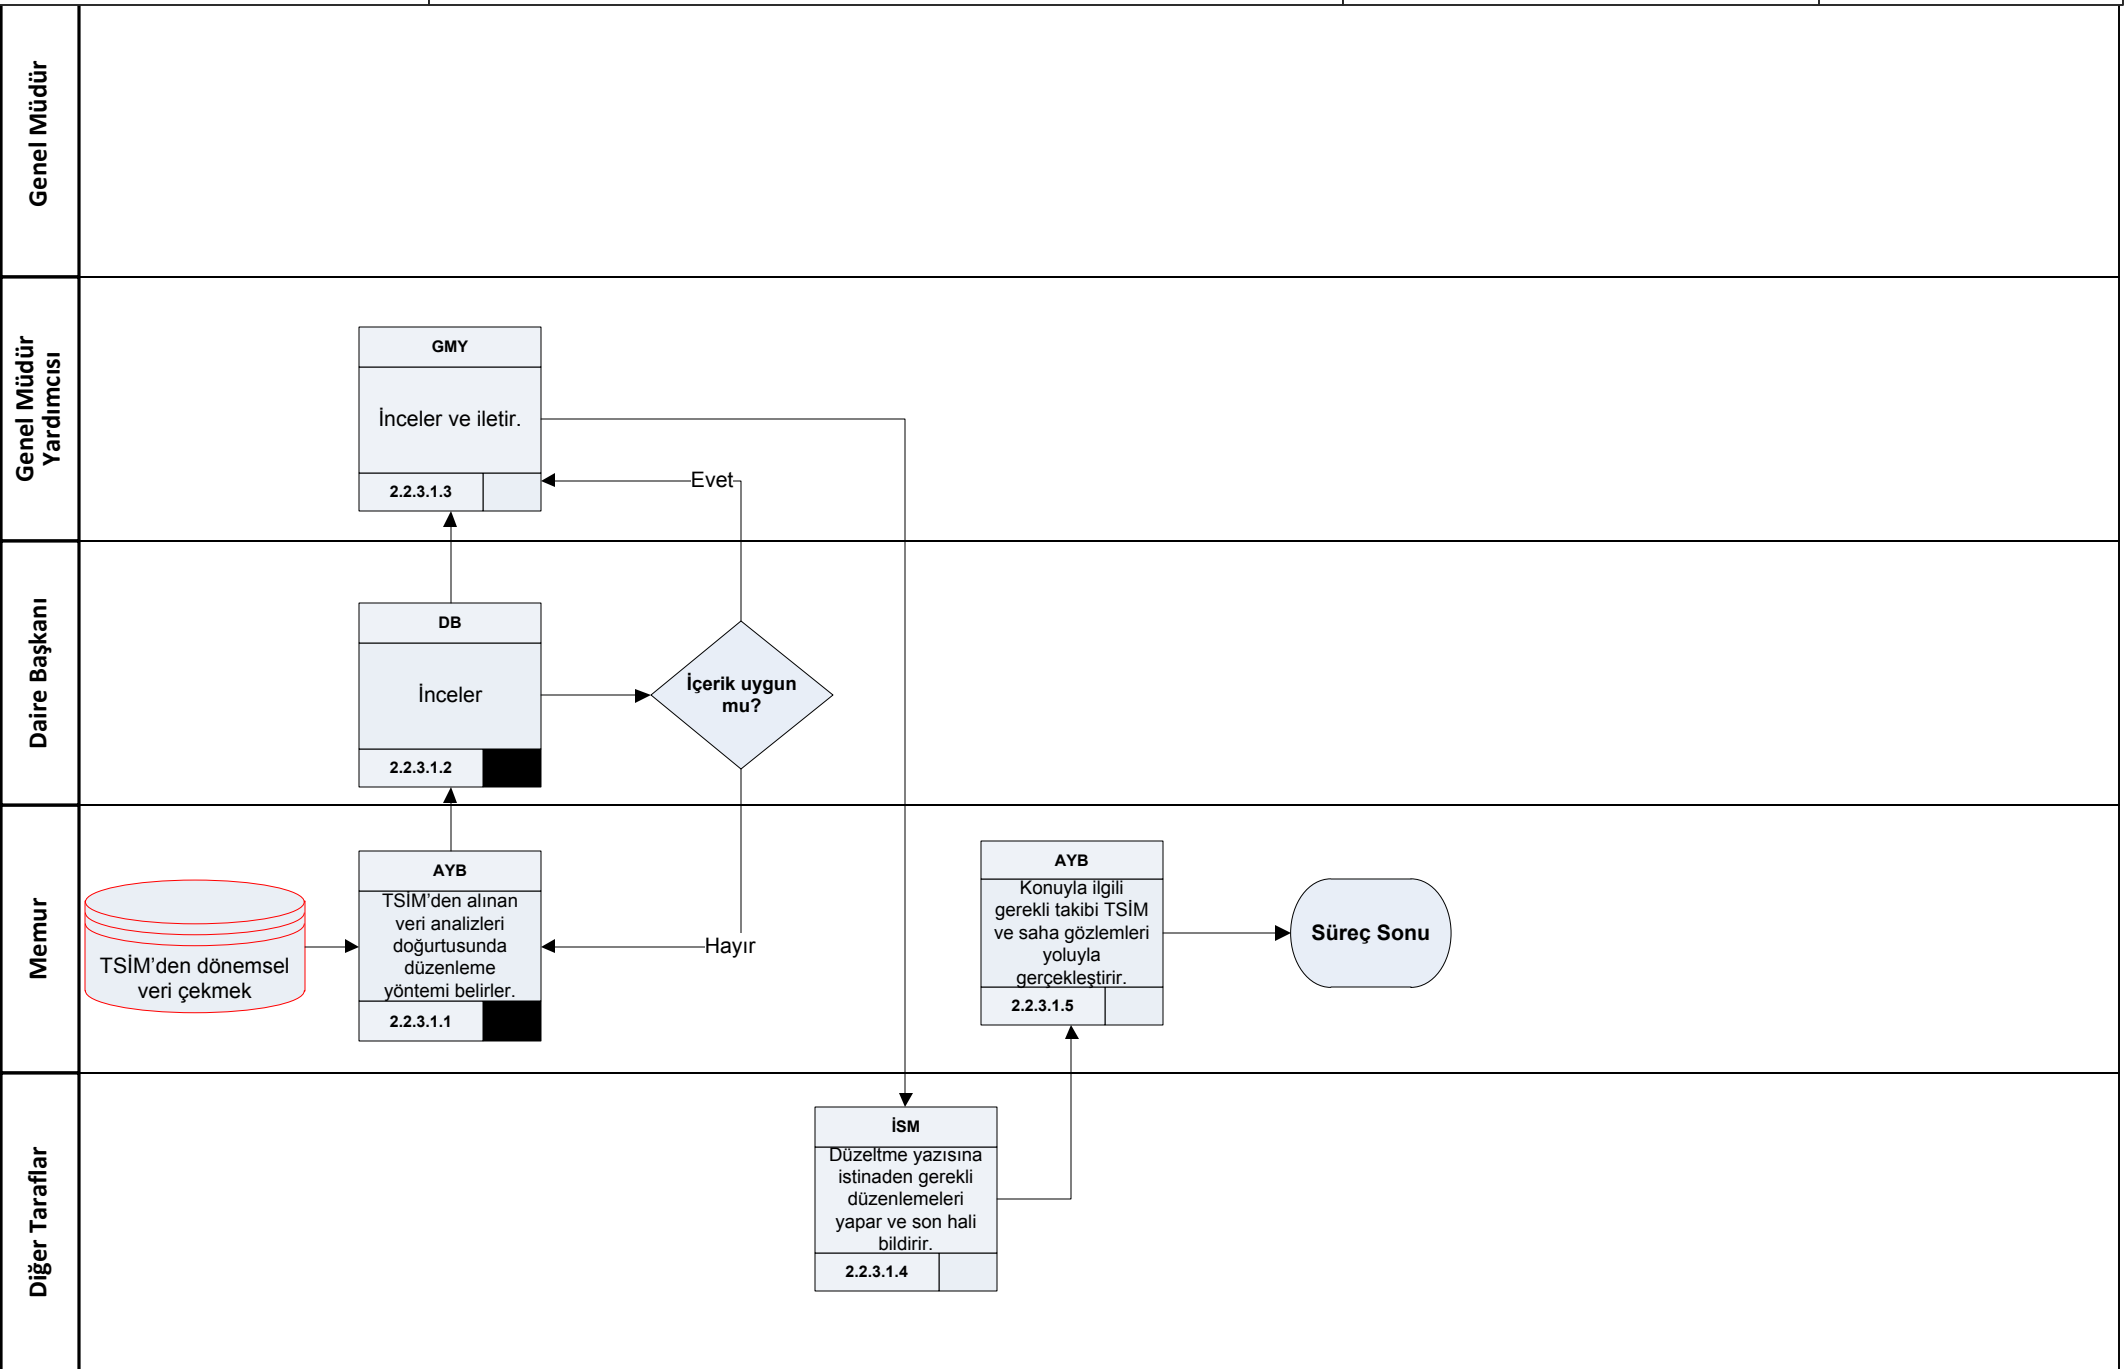 Genel Müdür
Genel Müdür
Yardımcısı
GMY
İnceler ve iletir.
2.2.3.1.3
Evet
Daire Başkanı
DB
İnceler
2.2.3.1.2
İçerik uygun
mu?
Memur
TSİM’den dönemsel
veri çekmek
AYB
TSİM’den alınan
veri analizleri
doğurtusunda
düzenleme
yöntemi belirler.
2.2.3.1.1
Hayır
AYB
Konuyla ilgili
gerekli takibi TSİM
ve saha gözlemleri
yoluyla
gerçekleştirir.
2.2.3.1.5
Süreç Sonu
Diğer Taraflar
İSM
Düzeltme yazısına
istinaden gerekli
düzenlemeleri
yapar ve son hali
bildirir.
2.2.3.1.4